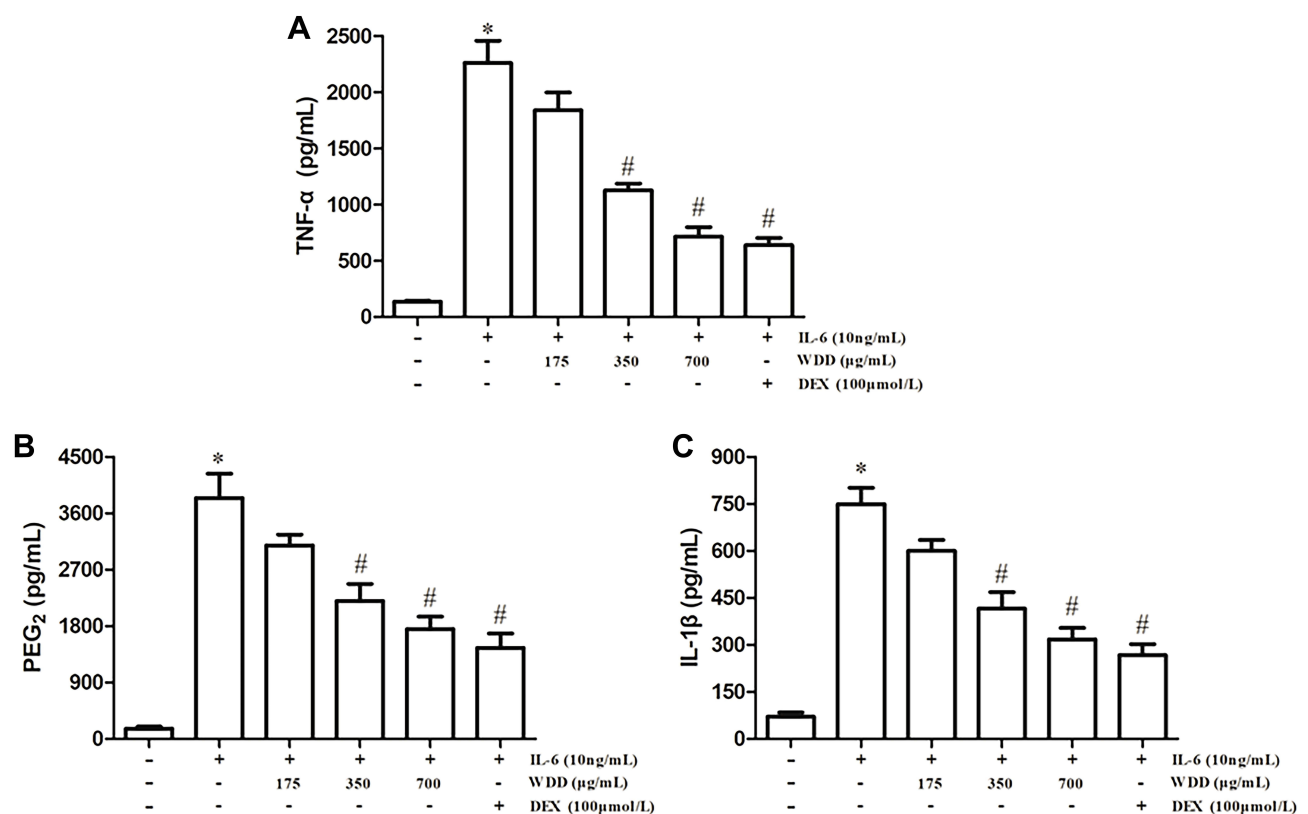 A
TNF-α (pg/mL)
2500
2000
1500
1000
500
0
*
#
#
#
- + + + + + IL-6 (10ng/mL)
- - 175 350 700 - WDD (µg/mL)
- - - - - + DEX (100µmol/L)
B
PEG2 (pg/mL)
4500
3600
2700
1800
900
0
*
#
#
#
- + + + + + IL-6 (10ng/mL)
- - 175 350 700 - WDD (µg/mL)
- - - - - + DEX (100µmol/L)
C
IL-1β (pg/mL)
900
750
600
450
300
150
0
*
#
#
#
- + + + + + IL-6 (10ng/mL)
- - 175 350 700 - WDD (µg/mL)
- - - - - + DEX (100µmol/L)